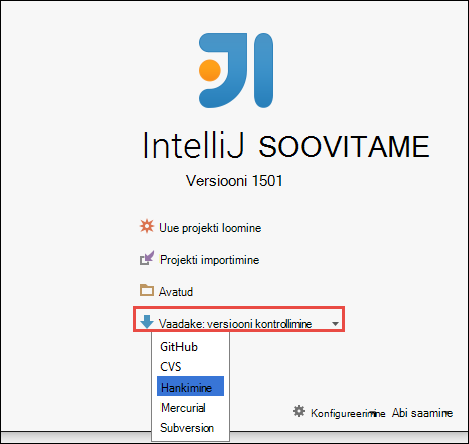 IntelliJ SOOVITAME
Versiooni 1501
Uue projekti loomine
Projekti importimine
Avatud
Vaadake: versiooni kontrollimine
GitHub
CVS
Hankimine
Mercurial
Subversion
Konfigureerimine Abi saamine